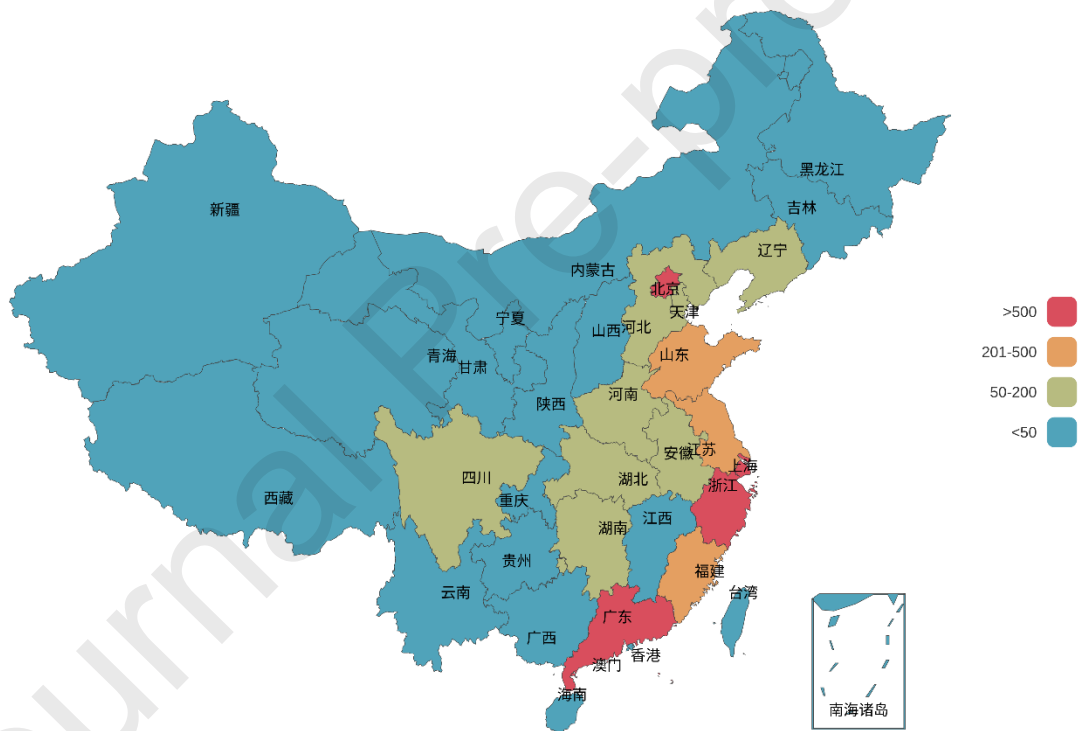 黑龙江
新疆
吉林
辽宁
内蒙古
北京
天津
宁夏
山西
河北
青海
甘肃
山东
陕西
河南
安徽
江苏
上海
四川
湖北
浙江
西藏
重庆
江西
湖南
贵州
福建
云南
台湾
广东
广西
香港
澳门
海南
南海诸岛
>500
201-500
50-200
<50
urnal Pre-pr